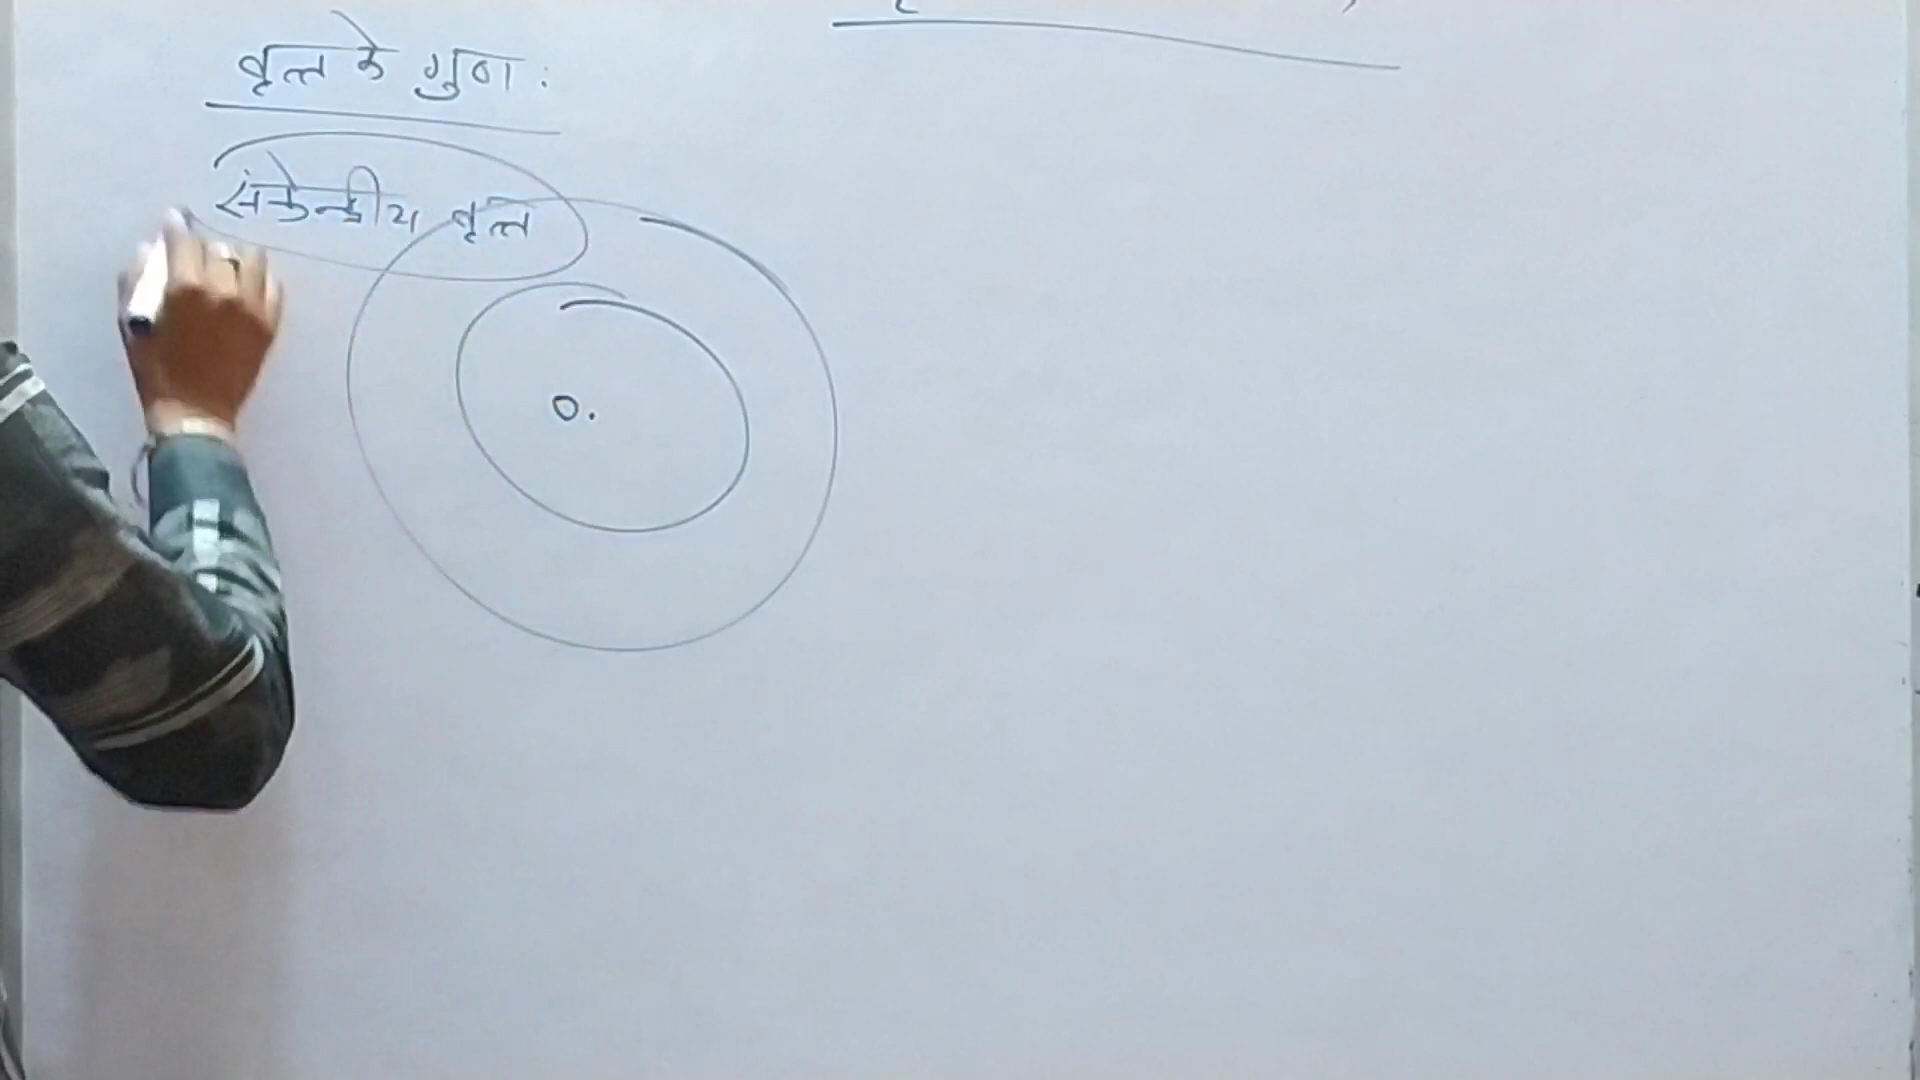 वृत्त के गुण :
संकेन्द्रीय वृत्त
O.